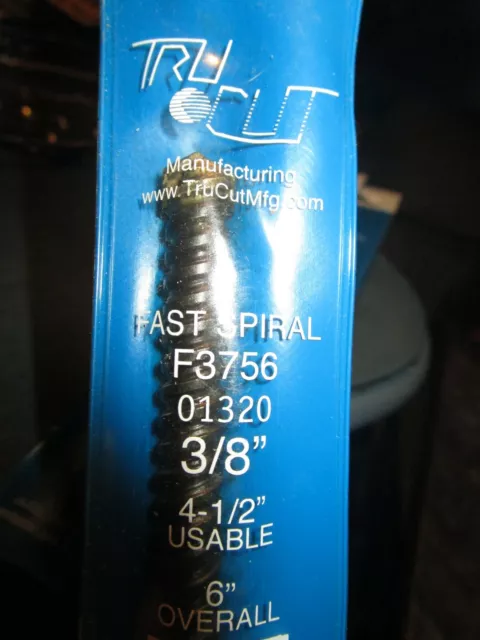 TRU
CUT
Manufacturing
www.TruCutMfg.com
FAST SPIRAL
F3756
01320
3/8"
4-1/2"
USABLE
6"
OVERALL